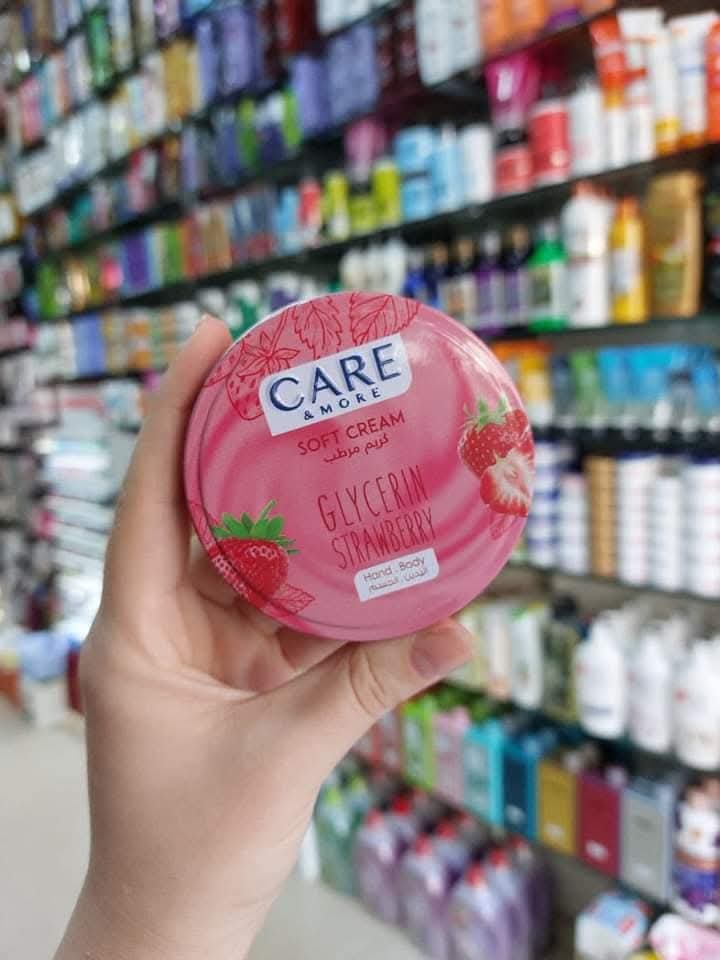 CARE
& MORE
SOFT CREAM
كريم مرطب
GLYCERIN
STRAWBERRY
Hand . Body
اليدين . الجسم